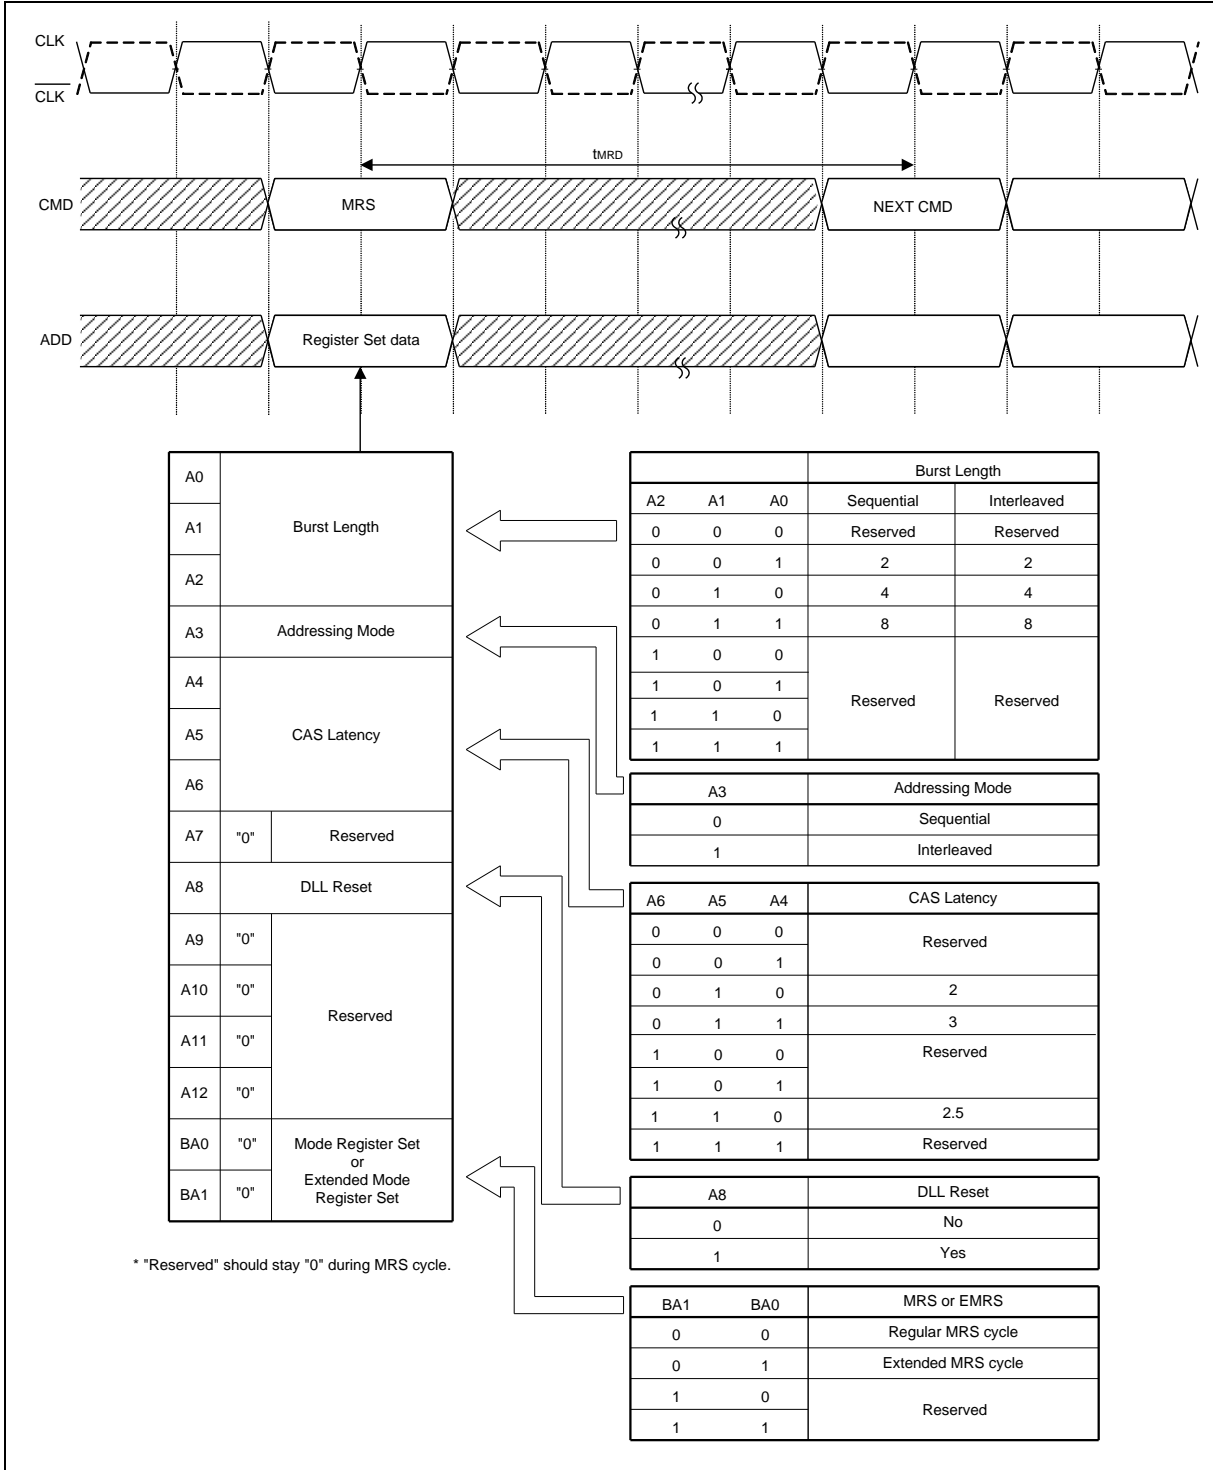 CLK
CLK
tMRD
CMD
MRS
NEXT CMD
ADD
Register Set data
A0
A1
Burst Length
A2
A3
Addressing Mode
A4
A5
CAS Latency
A6
A7 "0" Reserved
A8 DLL Reset
A9 "0"
A10 "0"
Reserved
A11 "0"
A12 "0"
BA0 "0"
BA1 "0"
Mode Register Set
or
Extended Mode
Register Set
* "Reserved" should stay "0" during MRS cycle.
Burst Length
A2 A1 A0 Sequential Interleaved
0 0 0 Reserved Reserved
0 0 1 2 2
0 1 0 4 4
0 1 1 8 8
1 0 0
1 0 1
Reserved Reserved
1 1 0
1 1 1
A3 Addressing Mode
0 Sequential
1 Interleaved
A6 A5 A4 CAS Latency
0 0 0
Reserved
0 0 1
0 1 0 2
0 1 1 3
1 0 0 Reserved
1 0 1
1 1 0 2.5
1 1 1 Reserved
A8 DLL Reset
0 No
1 Yes
BA1 BA0 MRS or EMRS
0 0 Regular MRS cycle
0 1 Extended MRS cycle
1 0
Reserved
1 1